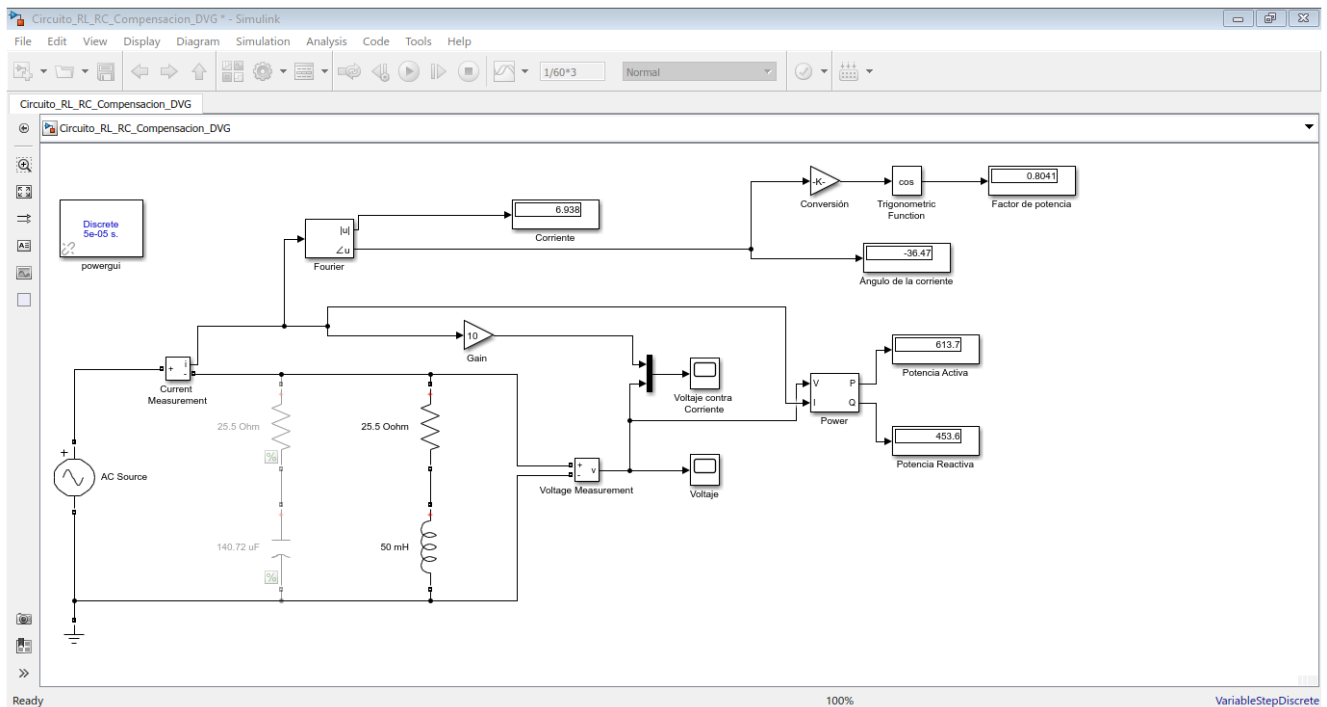 Circuito_RL_RC_Compensacion_DVG * - Simulink
File Edit View Display Diagram Simulation Analysis Code Tools Help
1/60*3 Normal
Circuito_RL_RC_Compensacion_DVG
Circuito_RL_RC_Compensacion_DVG
-K-
Conversión
cos
Trigonometric
Function
0.8041
Factor de potencia
Discrete
5e-05 s.
powergui
|u|
∠u
Fourier
6.938
Corriente
-36.47
Ángulo de la corriente
10
Gain
613.7
Potencia Activa
+ i
-
Current
Measurement
Voltaje contra
Corriente
V P
I Q
Power
25.5 Ohm
25.5 Oohm
453.6
Potencia Reactiva
+
AC Source
+ v
-
Voltage Measurement
Voltaje
140.72 uF
50 mH
Ready 100% VariableStepDiscrete